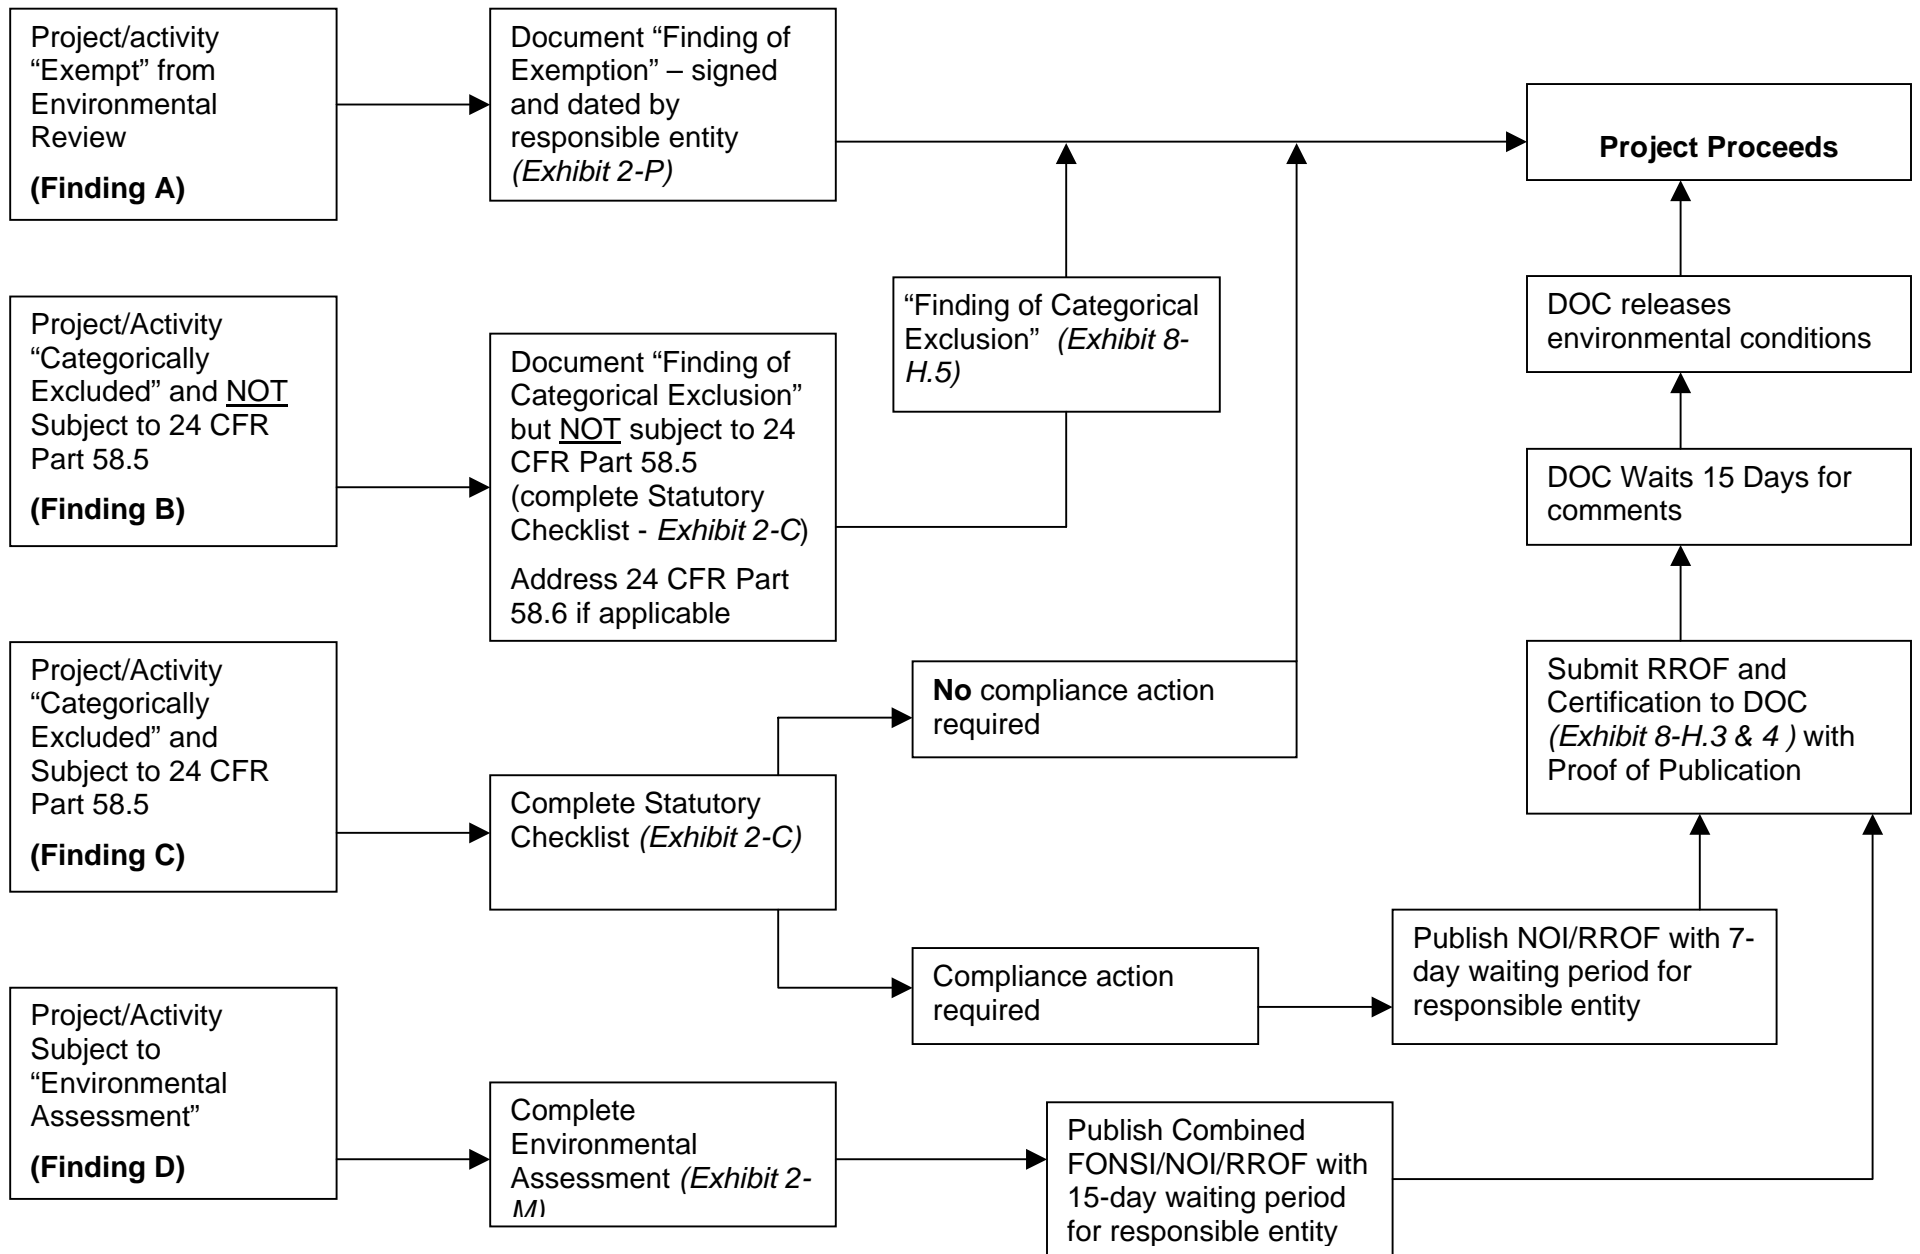 Project/activity
“Exempt” from
Environmental
Review
(Finding A)
Document “Finding of
Exemption” – signed
and dated by
responsible entity
(Exhibit 2-P)
Project Proceeds
Project/Activity
“Categorically
Excluded” and NOT
Subject to 24 CFR
Part 58.5
(Finding B)
Document “Finding of
Categorical Exclusion”
but NOT subject to 24
CFR Part 58.5
(complete Statutory
Checklist - Exhibit 2-C)
Address 24 CFR Part
58.6 if applicable
“Finding of Categorical
Exclusion”  (Exhibit 8-
H.5)
DOC releases
environmental conditions
DOC Waits 15 Days for
comments
Project/Activity
“Categorically
Excluded” and
Subject to 24 CFR
Part 58.5
(Finding C)
Complete Statutory
Checklist (Exhibit 2-C)
No compliance action
required
Submit RROF and
Certification to DOC
(Exhibit 8-H.3 & 4 ) with
Proof of Publication
Compliance action
required
Publish NOI/RROF with 7-
day waiting period for
responsible entity
Project/Activity
Subject to
“Environmental
Assessment”
(Finding D)
Complete
Environmental
Assessment (Exhibit 2-
M)
Publish Combined
FONSI/NOI/RROF with
15-day waiting period
for responsible entity